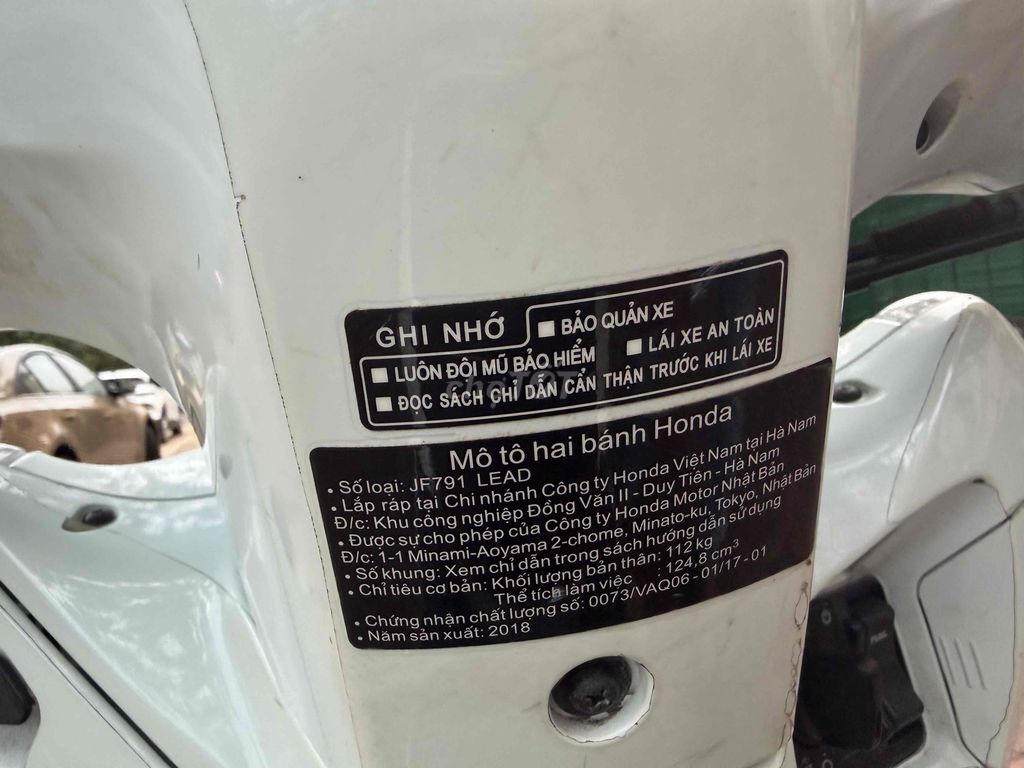 GHI NHỚ
BẢO QUẢN XE
LUÔN ĐỘI MŨ BẢO HIỂM
LÁI XE AN TOÀN
ĐỌC SÁCH CHỈ DẪN CẨN THẬN TRƯỚC KHI LÁI XE
chợTỐT
Mô tô hai bánh Honda
• Số loại: JF791 LEAD
• Lắp ráp tại Chi nhánh Công ty Honda Việt Nam tại Hà Nam
Đ/c: Khu công nghiệp Đồng Văn II - Duy Tiên - Hà Nam
• Được sự cho phép của Công ty Honda Motor Nhật Bản
Đ/c: 1-1 Minami-Aoyama 2-chome, Minato-ku, Tokyo, Nhật Bản
• Số khung: Xem chỉ dẫn trong sách hướng dẫn sử dụng
• Chỉ tiêu cơ bản: Khối lượng bản thân: 112 kg
Thể tích làm việc : 124,8 cm³
• Chứng nhận chất lượng số: 0073/VAQ06 - 01/17 - 01
• Năm sản xuất: 2018
FUEL